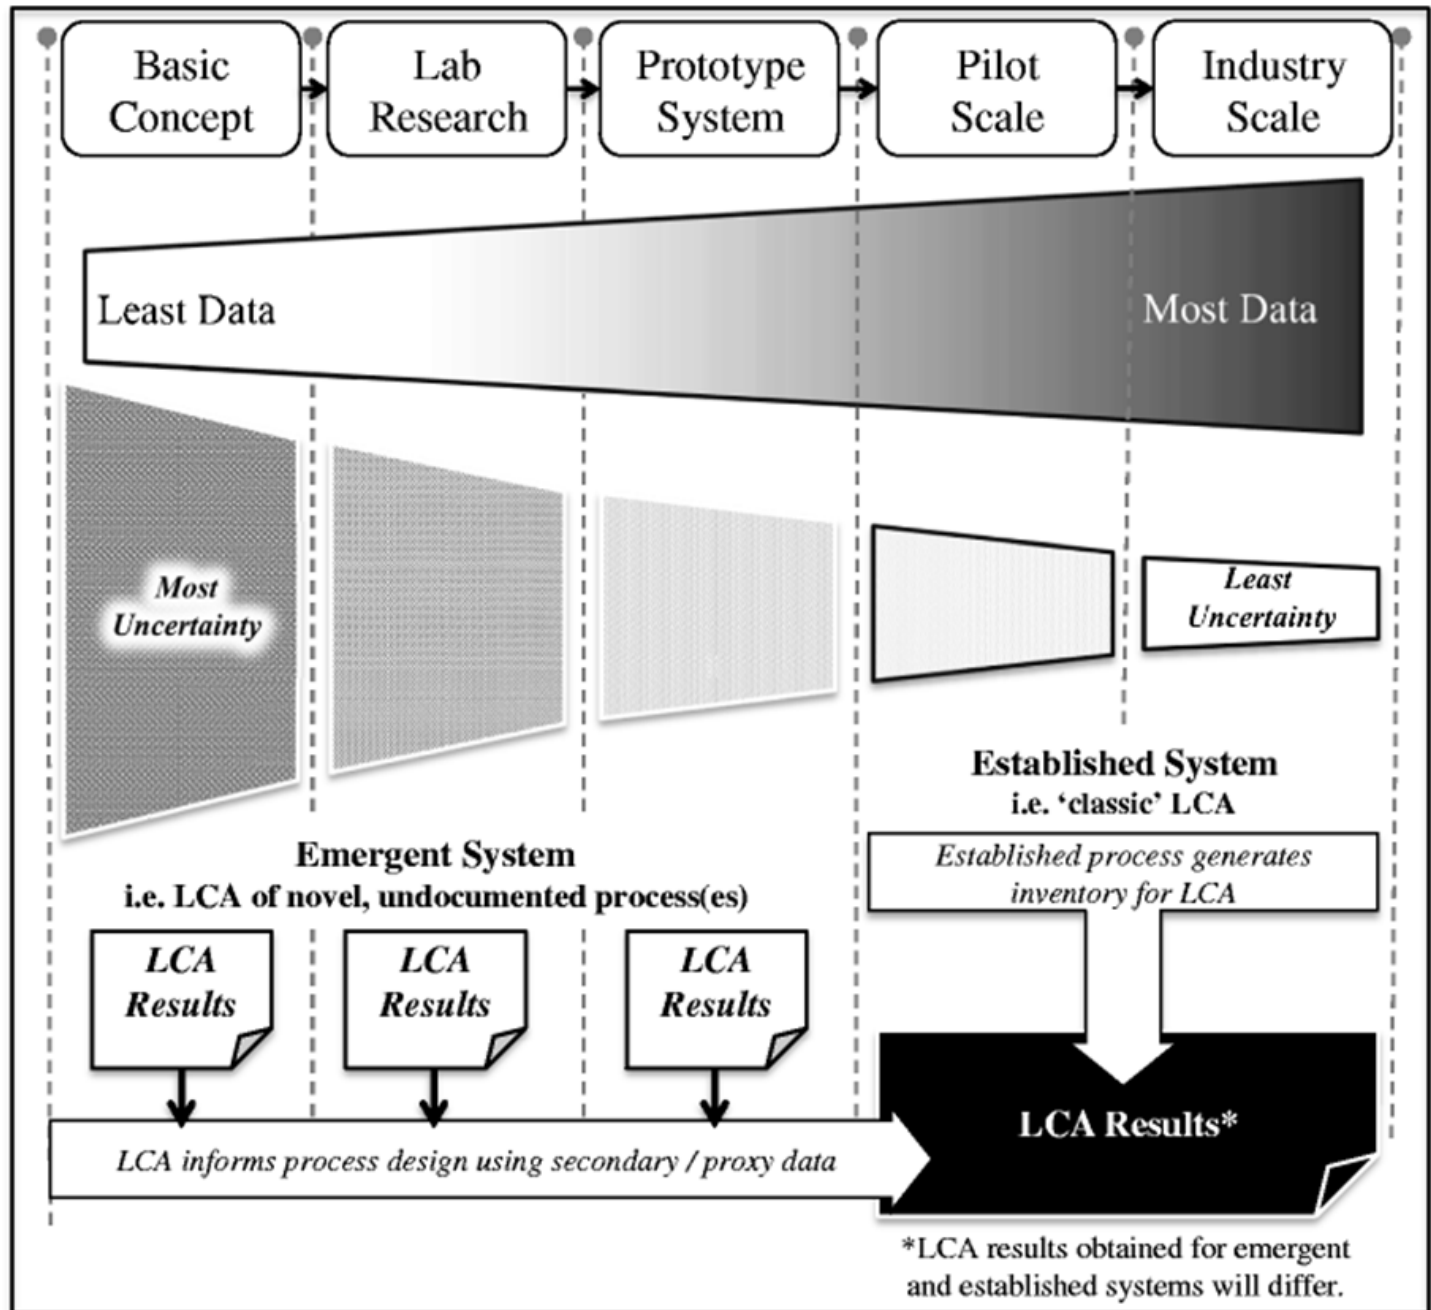 Basic
Concept
Lab
Research
Prototype
System
Pilot
Scale
Industry
Scale
Least Data
Most Data
Most
Uncertainty
Least
Uncertainty
Established System
i.e. ‘classic’ LCA
Established process generates
inventory for LCA
Emergent System
i.e. LCA of novel, undocumented process(es)
LCA
Results
LCA
Results
LCA
Results
LCA informs process design using secondary / proxy data
LCA Results*
*LCA results obtained for emergent
and established systems will differ.